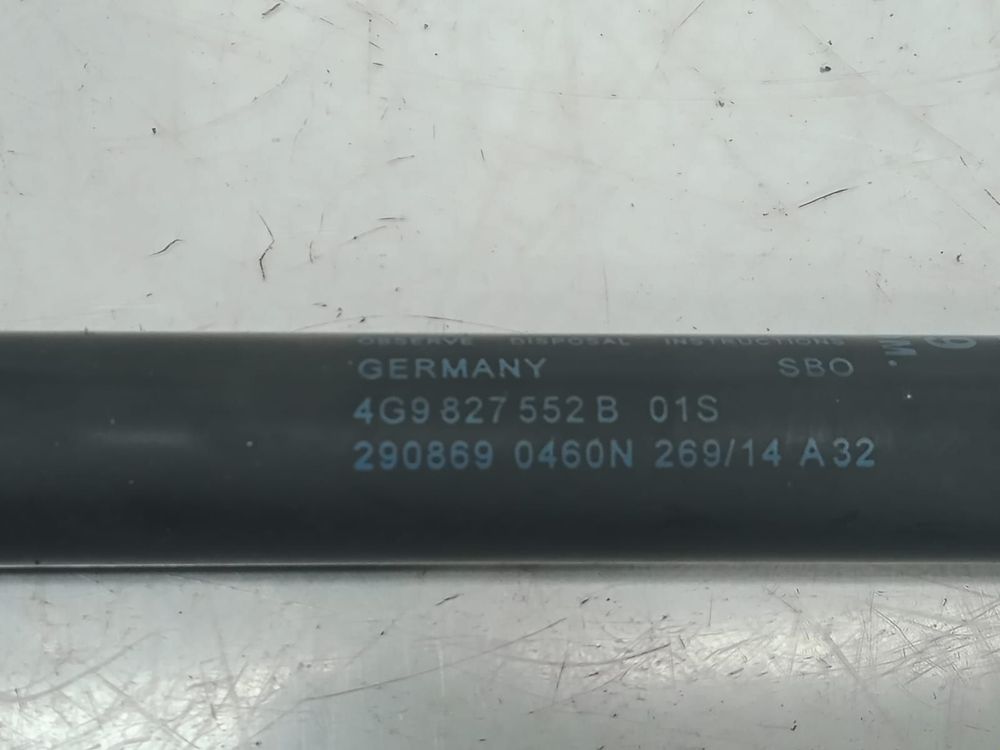 OBSERVE DISPOSAL INSTRUCTIONS
GERMANY SBO
4G9 827 552 B 01S
290869 0460N 269/14 A32